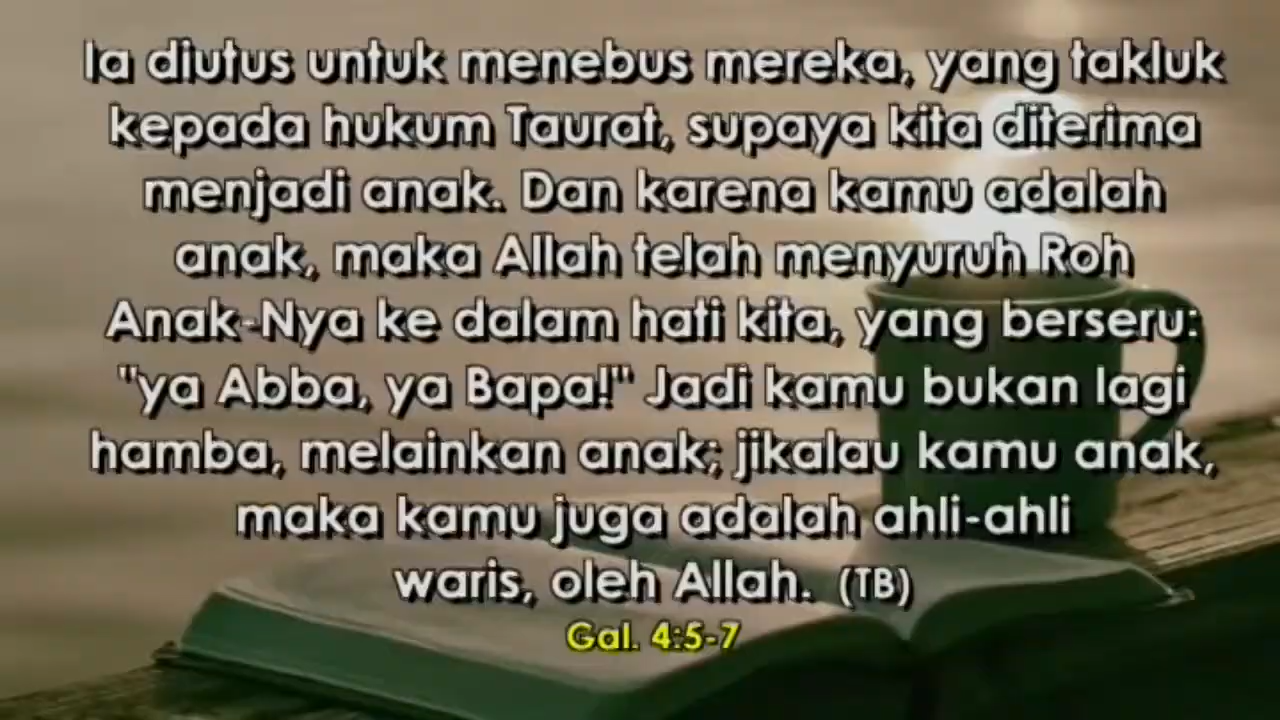 Ia diutus untuk menebus mereka, yang takluk
kepada hukum Taurat, supaya kita diterima
menjadi anak. Dan karena kamu adalah
anak, maka Allah telah menyuruh Roh
Anak-Nya ke dalam hati kita, yang berseru:
"ya Abba, ya Bapa!" Jadi kamu bukan lagi
hamba, melainkan anak; jikalau kamu anak,
maka kamu juga adalah ahli-ahli
waris, oleh Allah. (TB)
Gal. 4:5-7